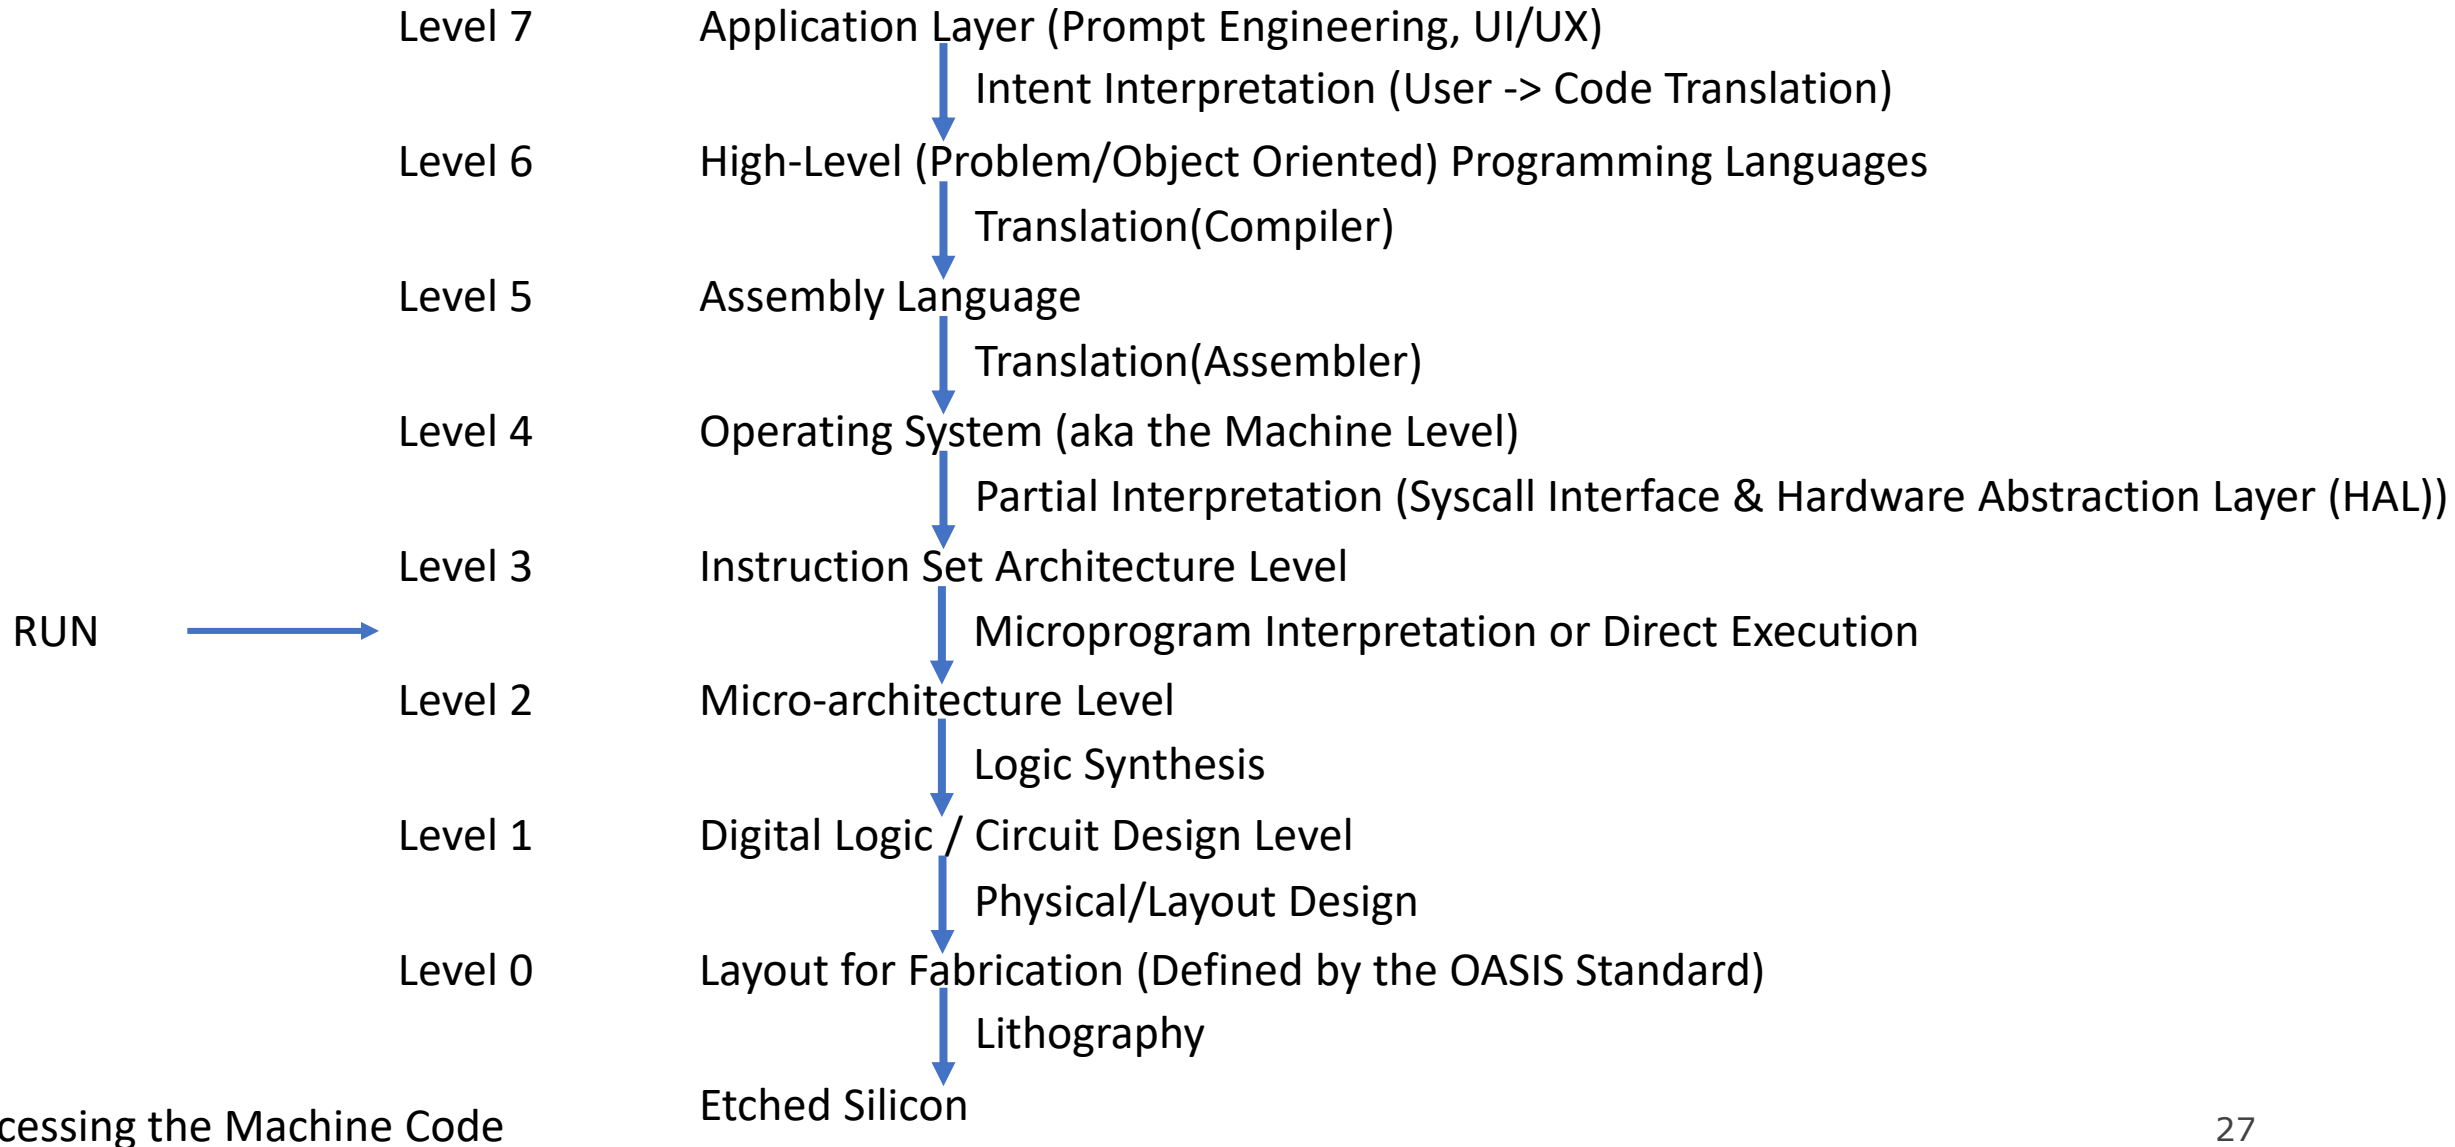 Level 7 Application Layer (Prompt Engineering, UI/UX)
Intent Interpretation (User -> Code Translation)
Level 6 High-Level (Problem/Object Oriented) Programming Languages
Translation(Compiler)
Level 5 Assembly Language
Translation(Assembler)
Level 4 Operating System (aka the Machine Level)
Partial Interpretation (Syscall Interface & Hardware Abstraction Layer (HAL))
Level 3 Instruction Set Architecture Level
RUN Microprogram Interpretation or Direct Execution
Level 2 Micro-architecture Level
Logic Synthesis
Level 1 Digital Logic / Circuit Design Level
Physical/Layout Design
Level 0 Layout for Fabrication (Defined by the OASIS Standard)
Lithography
Etched Silicon
cessing the Machine Code
27